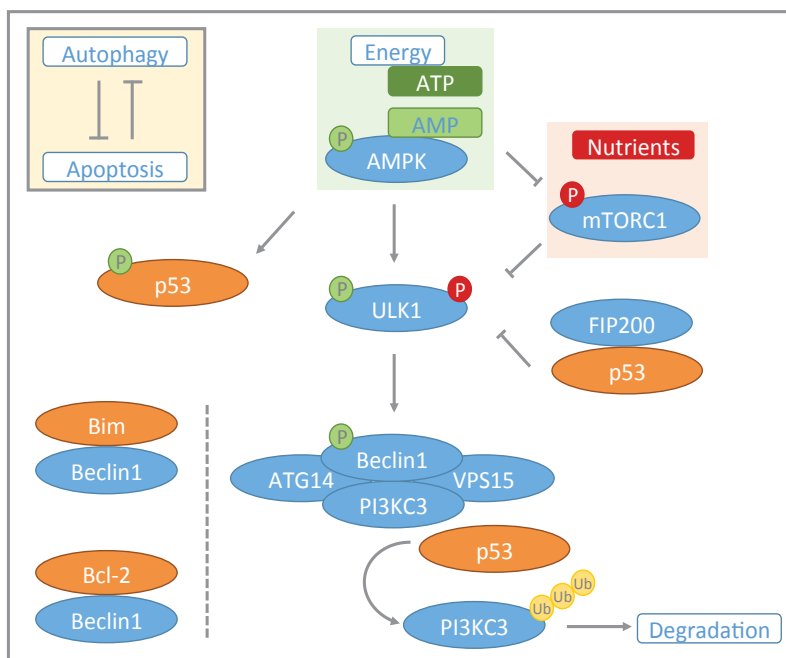 Autophagy
Apoptosis
Energy
ATP
AMP
P
AMPK
Nutrients
P
mTORC1
P
p53
P
P
ULK1
FIP200
p53
Bim
Beclin1
P
Beclin1
ATG14
VPS15
PI3KC3
p53
Bcl-2
Beclin1
Ub
Ub
Ub
PI3KC3
Degradation